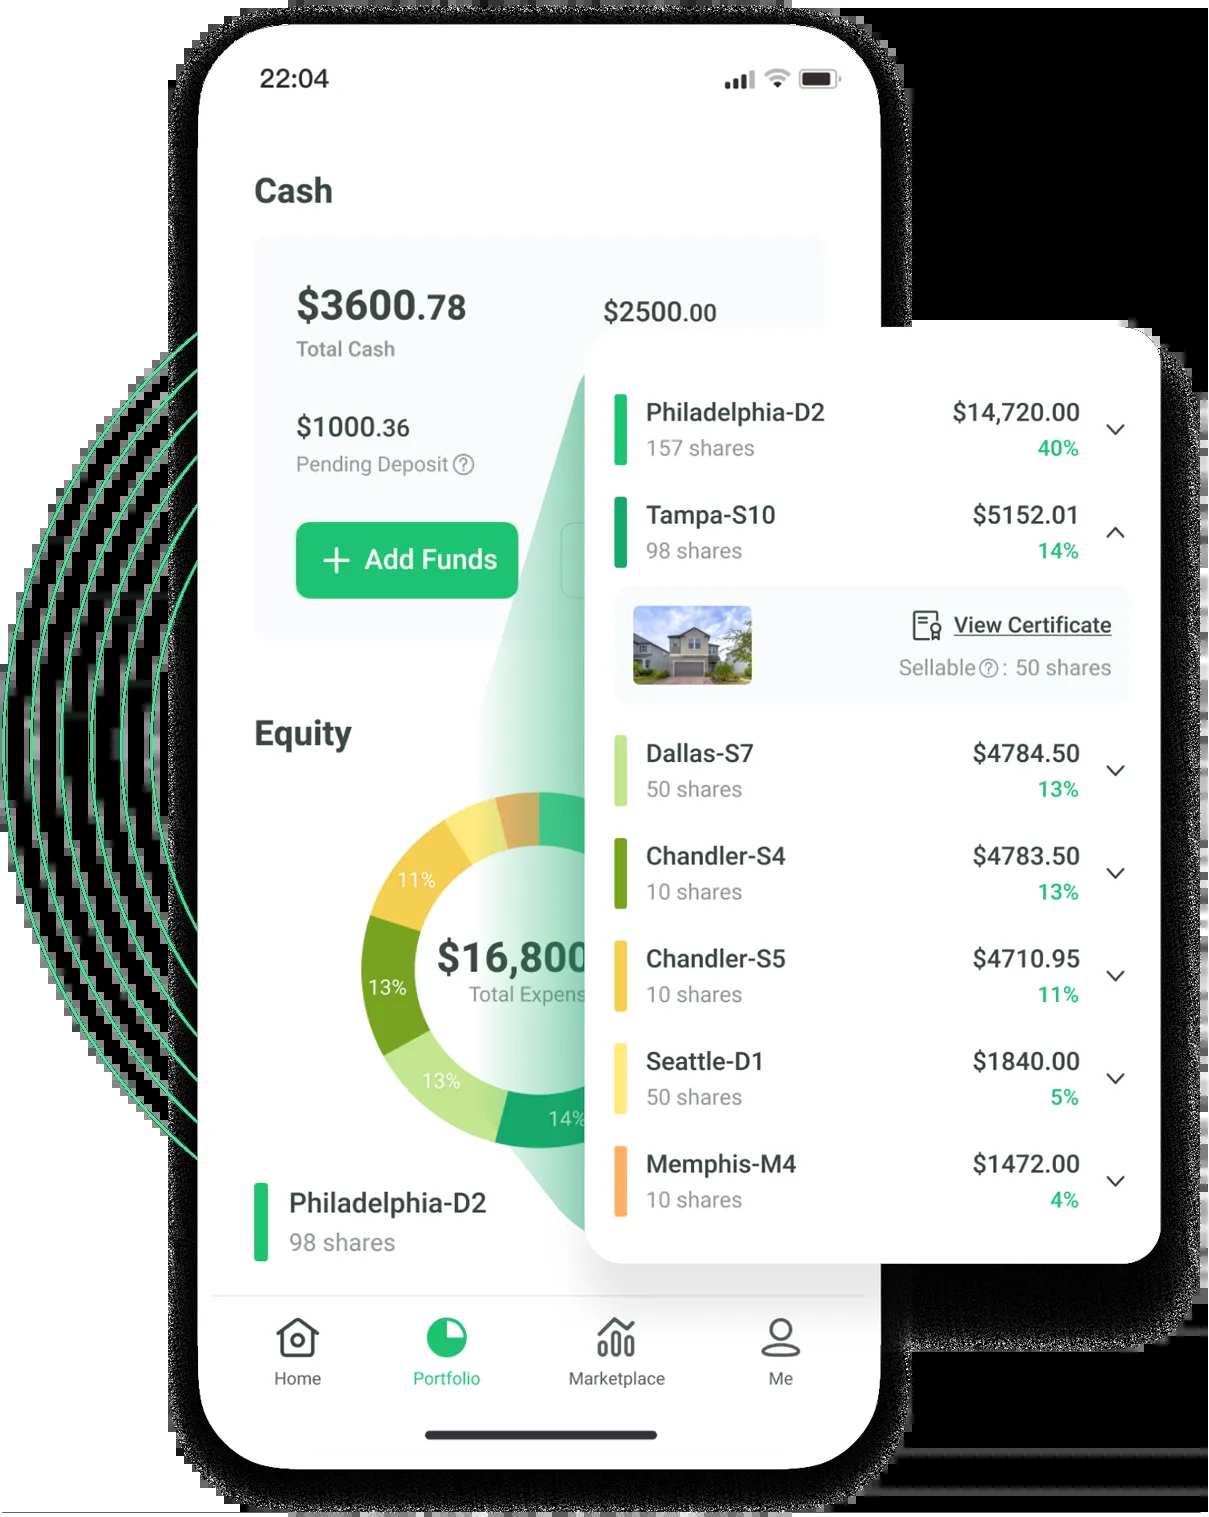 22:04
Cash
$3600.78
Total Cash
$2500.00
$1000.36
Pending Deposit ?
+ Add Funds
Equity
11%
13%
13%
14%
$16,800
Total Expens
Philadelphia-D2
98 shares
Home
Portfolio
Marketplace
Me
Philadelphia-D2
$14,720.00
157 shares
40%
Tampa-S10
$5152.01
98 shares
14%
View Certificate
Sellable?: 50 shares
Dallas-S7
$4784.50
50 shares
13%
Chandler-S4
$4783.50
10 shares
13%
Chandler-S5
$4710.95
10 shares
11%
Seattle-D1
$1840.00
50 shares
5%
Memphis-M4
$1472.00
10 shares
4%